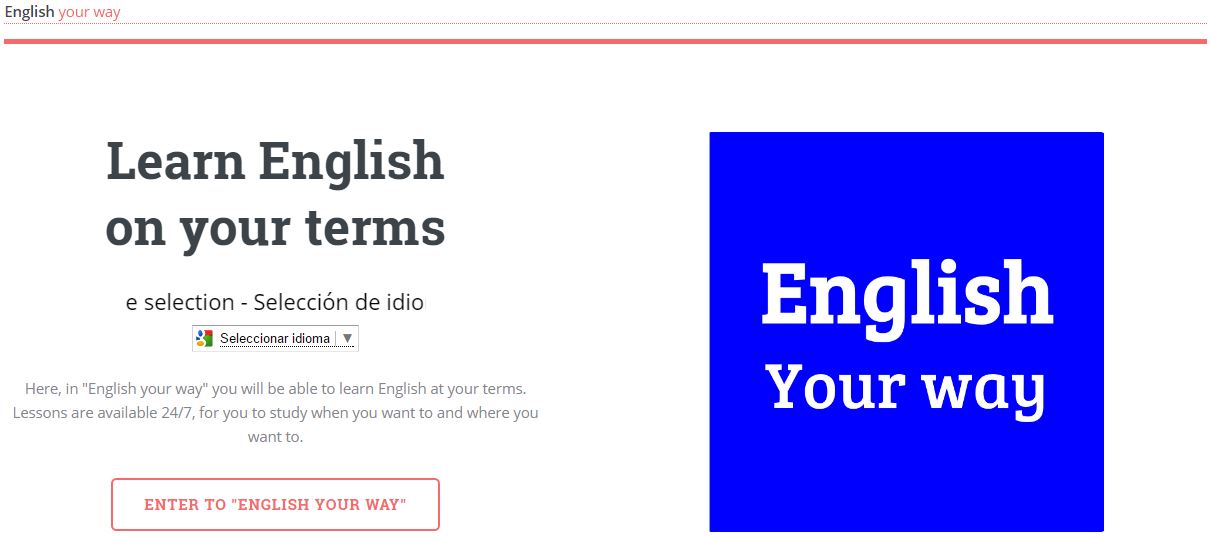 English your way
Learn English
on your terms
e selection - Selección de idio
Seleccionar idioma ▼
Here, in "English your way" you will be able to learn English at your terms.
Lessons are available 24/7, for you to study when you want to and where you
want to.
ENTER TO "ENGLISH YOUR WAY"
English
Your way